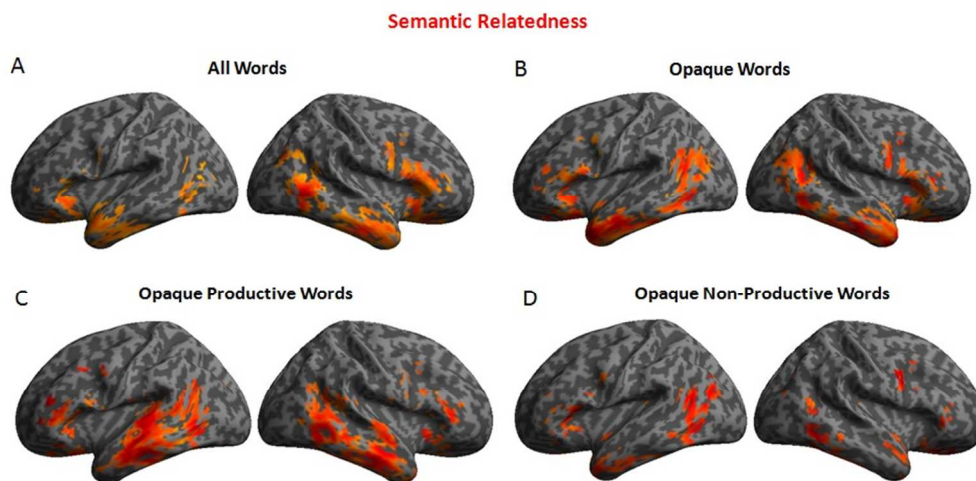 Semantic Relatedness
A
All Words
B
Opaque Words
C
Opaque Productive Words
D
Opaque Non-Productive Words